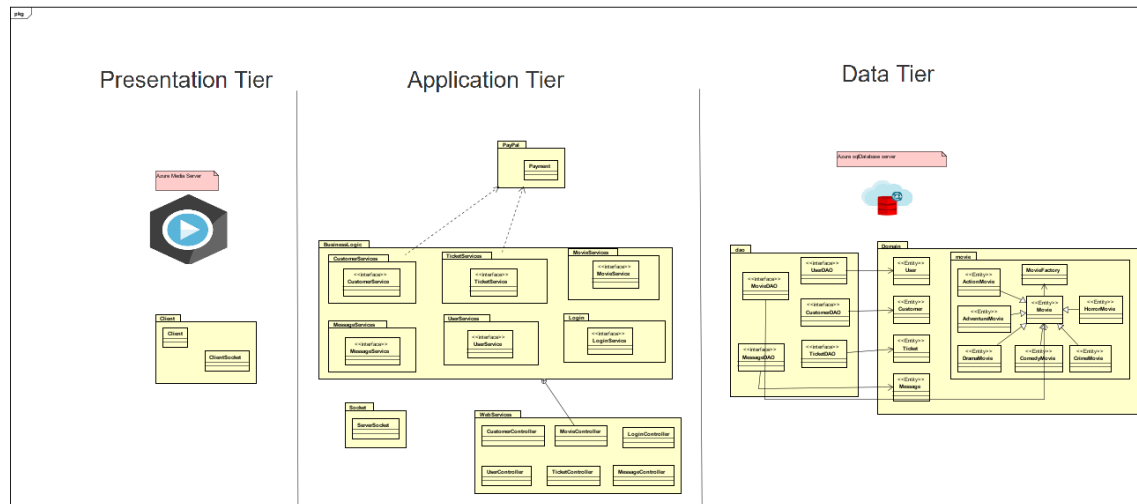 pkg
Presentation Tier
Application Tier
Data Tier
Azure Media Server
Client
Client
ClientSocket
PayPal
Payment
BusinessLogic
CustomerServices
<<interface>>
CustomerService
TicketServices
<<interface>>
TicketService
MovieServices
<<interface>>
MovieService
MessageServices
<<interface>>
MessageService
UserServices
<<interface>>
UserService
Login
<<interface>>
LoginService
Socket
ServerSocket
WebServices
CustomerController
MovieController
LoginController
UserController
TicketController
MessageController
Azure sqlDatabase server
dao
<<interface>>
UserDAO
<<interface>>
MovieDAO
<<interface>>
CustomerDAO
<<interface>>
TicketDAO
<<interface>>
MessageDAO
Domain
<<Entity>>
User
<<Entity>>
Customer
<<Entity>>
Ticket
<<Entity>>
Message
movie
<<Entity>>
ActionMovie
MovieFactory
<<Entity>>
AdventureMovie
<<Entity>>
Movie
<<Entity>>
HorrorMovie
<<Entity>>
DramaMovie
<<Entity>>
ComedyMovie
<<Entity>>
CrimeMovie